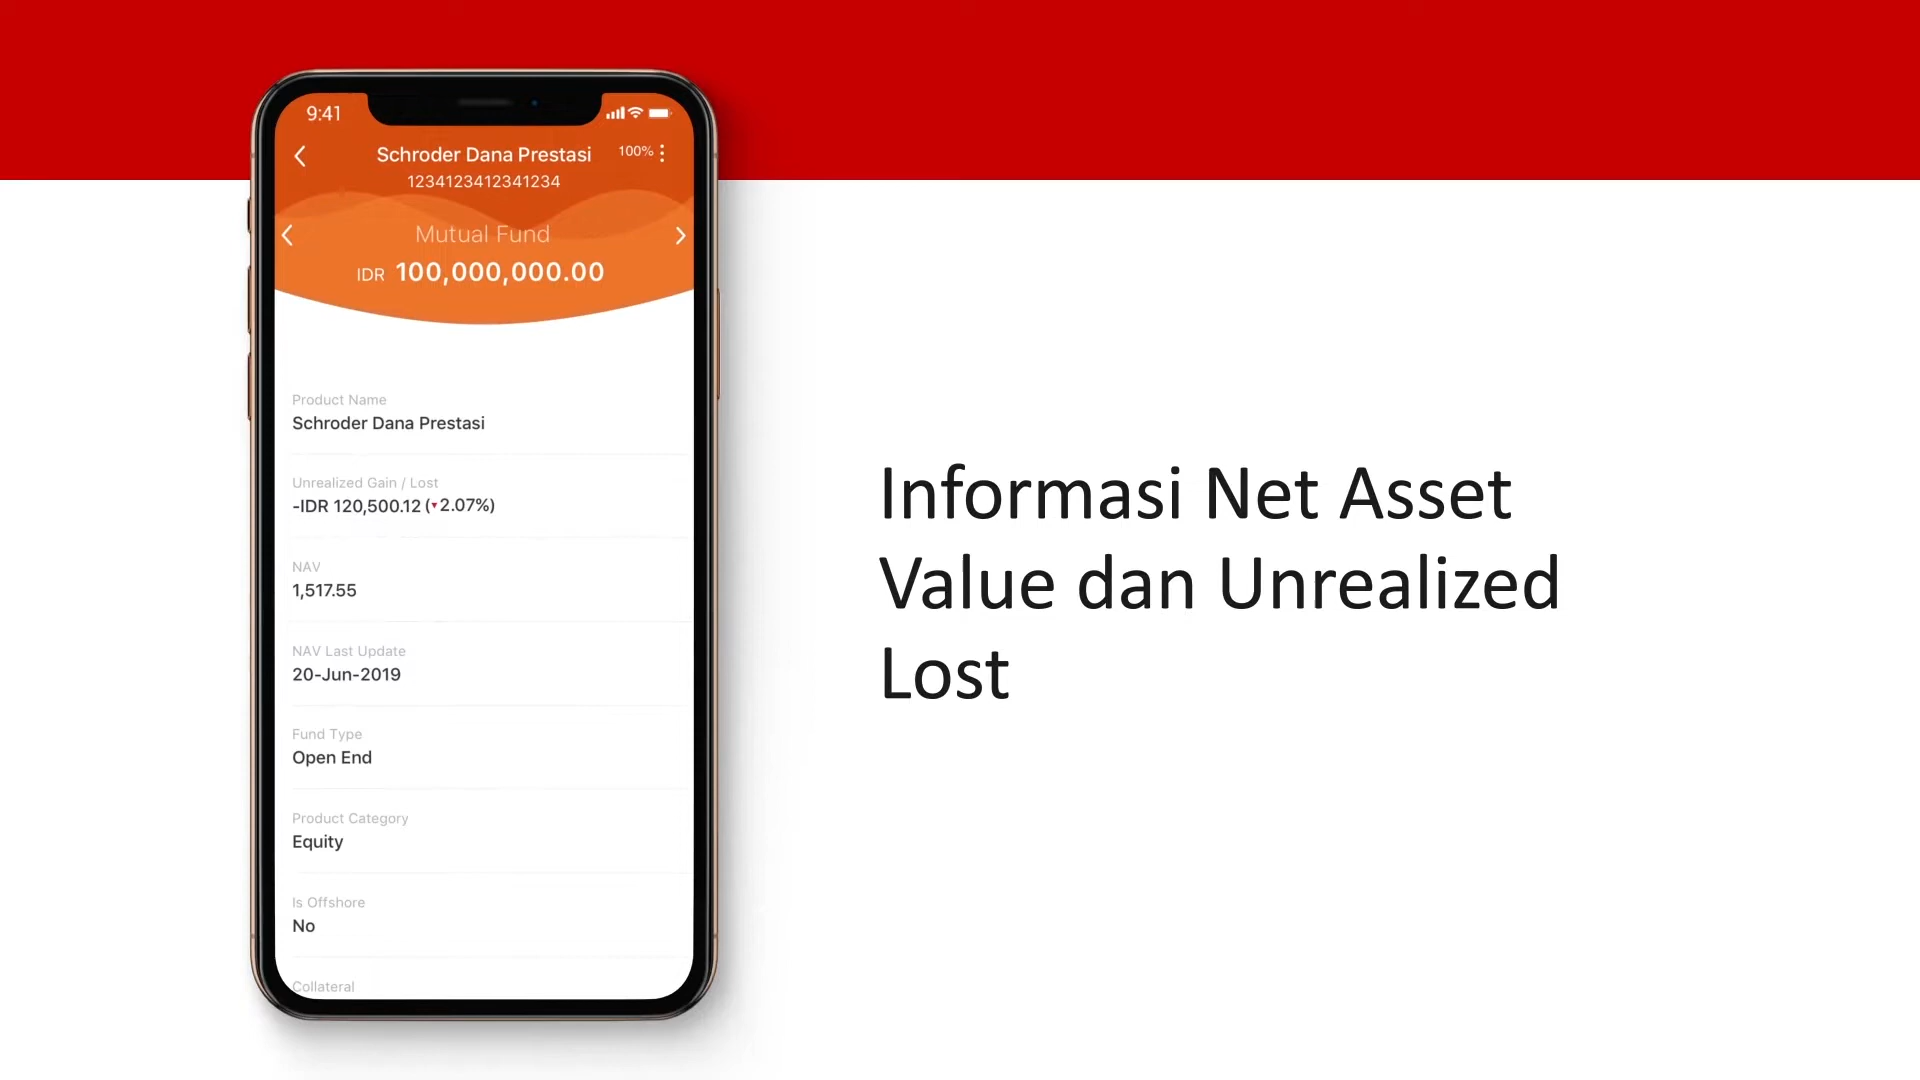 9:41
Schroder Dana Prestasi
100%
1234123412341234
Mutual Fund
IDR 100,000,000.00
Product Name
Schroder Dana Prestasi
Unrealized Gain / Lost
-IDR 120,500.12 (▾2.07%)
NAV
1,517.55
NAV Last Update
20-Jun-2019
Fund Type
Open End
Product Category
Equity
Is Offshore
No
Collateral
Informasi Net Asset
Value dan Unrealized
Lost